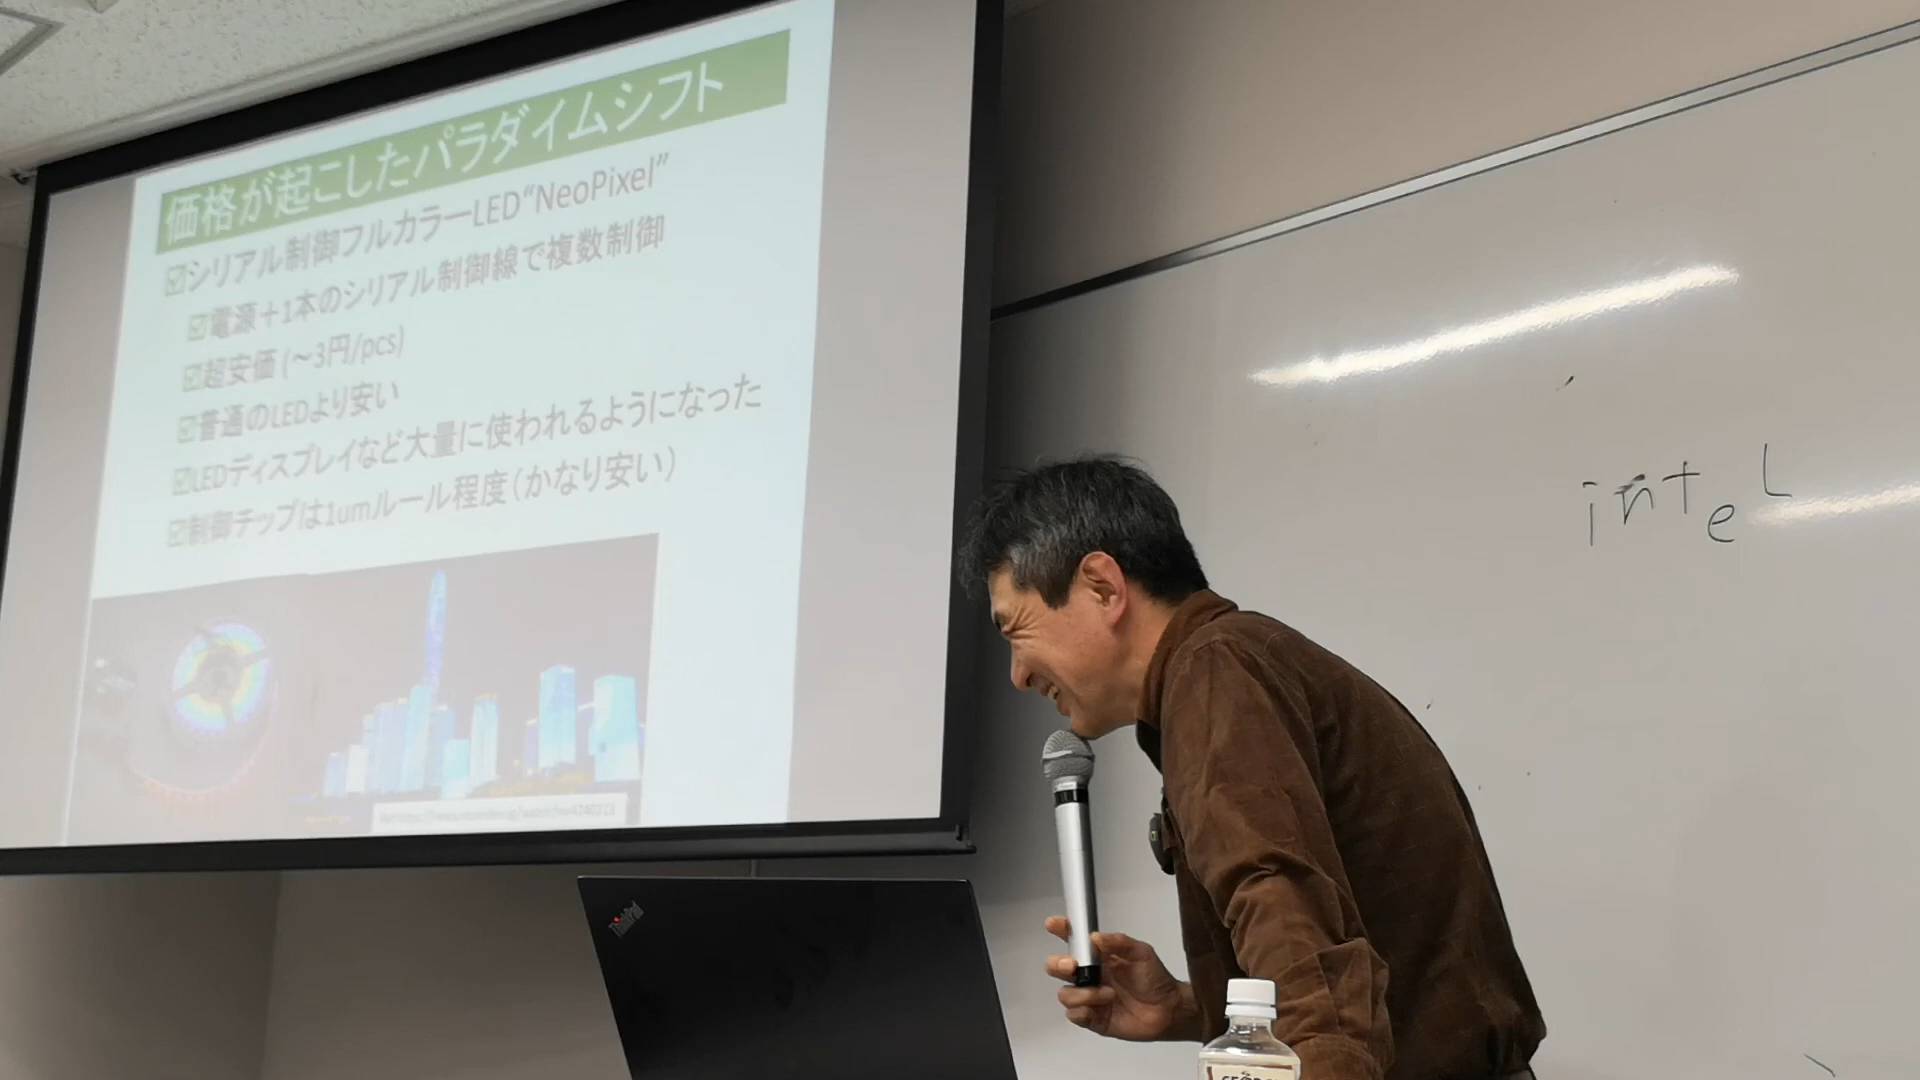 価格が起こしたパラダイムシフト
シリアル制御フルカラーLED“NeoPixel”
電源＋1本のシリアル制御線で複数制御
超安価 (～3円/pcs)
普通のLEDより安い
LEDディスプレイなど大量に使われるようになった
制御チップは1umルール程度（かなり安い）
intel
ThinkPad